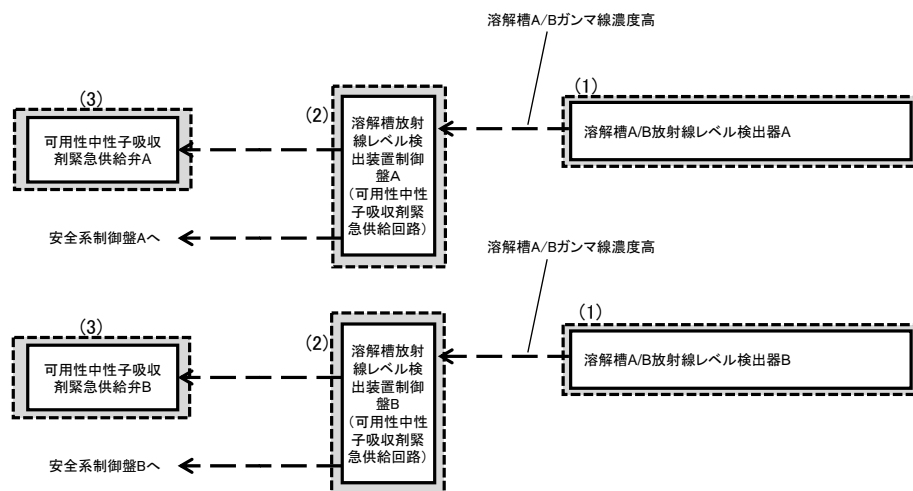 溶解槽A/Bガンマ線濃度高
(1)
溶解槽A/B放射線レベル検出器A
(2)
溶解槽放射
線レベル検
出装置制御
盤A
(可用性中性
子吸収剤緊
急供給回路)
(3)
可用性中性子吸収
剤緊急供給弁A
安全系制御盤Aへ
溶解槽A/Bガンマ線濃度高
(1)
溶解槽A/B放射線レベル検出器B
(2)
溶解槽放射
線レベル検
出装置制御
盤B
(可用性中性
子吸収剤緊
急供給回路)
(3)
可用性中性子吸収
剤緊急供給弁B
安全系制御盤Bへ